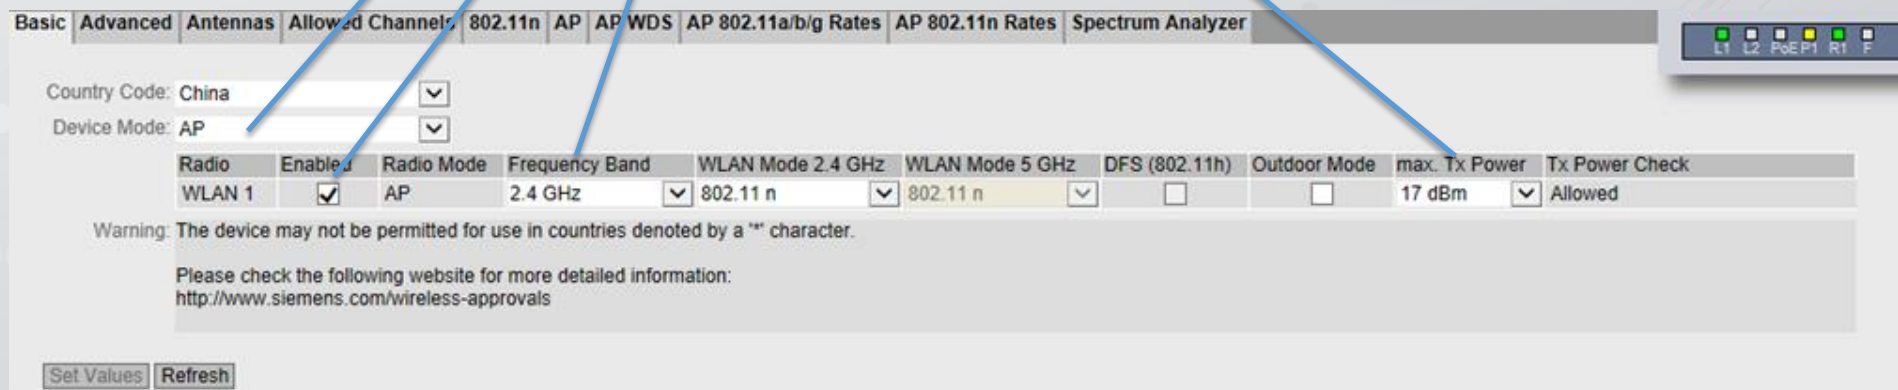 Basic Advanced Antennas Allowed Channels 802.11n AP AP WDS AP 802.11a/b/g Rates AP 802.11n Rates Spectrum Analyzer
L1 L2 PoE P1 R1 F
Country Code: China
Device Mode: AP
Radio Enabled Radio Mode Frequency Band WLAN Mode 2.4 GHz WLAN Mode 5 GHz DFS (802.11h) Outdoor Mode max. Tx Power Tx Power Check
WLAN 1 AP 2.4 GHz 802.11 n 802.11 n 17 dBm Allowed
Warning: The device may not be permitted for use in countries denoted by a '*' character.
Please check the following website for more detailed information:
http://www.siemens.com/wireless-approvals
Set Values Refresh